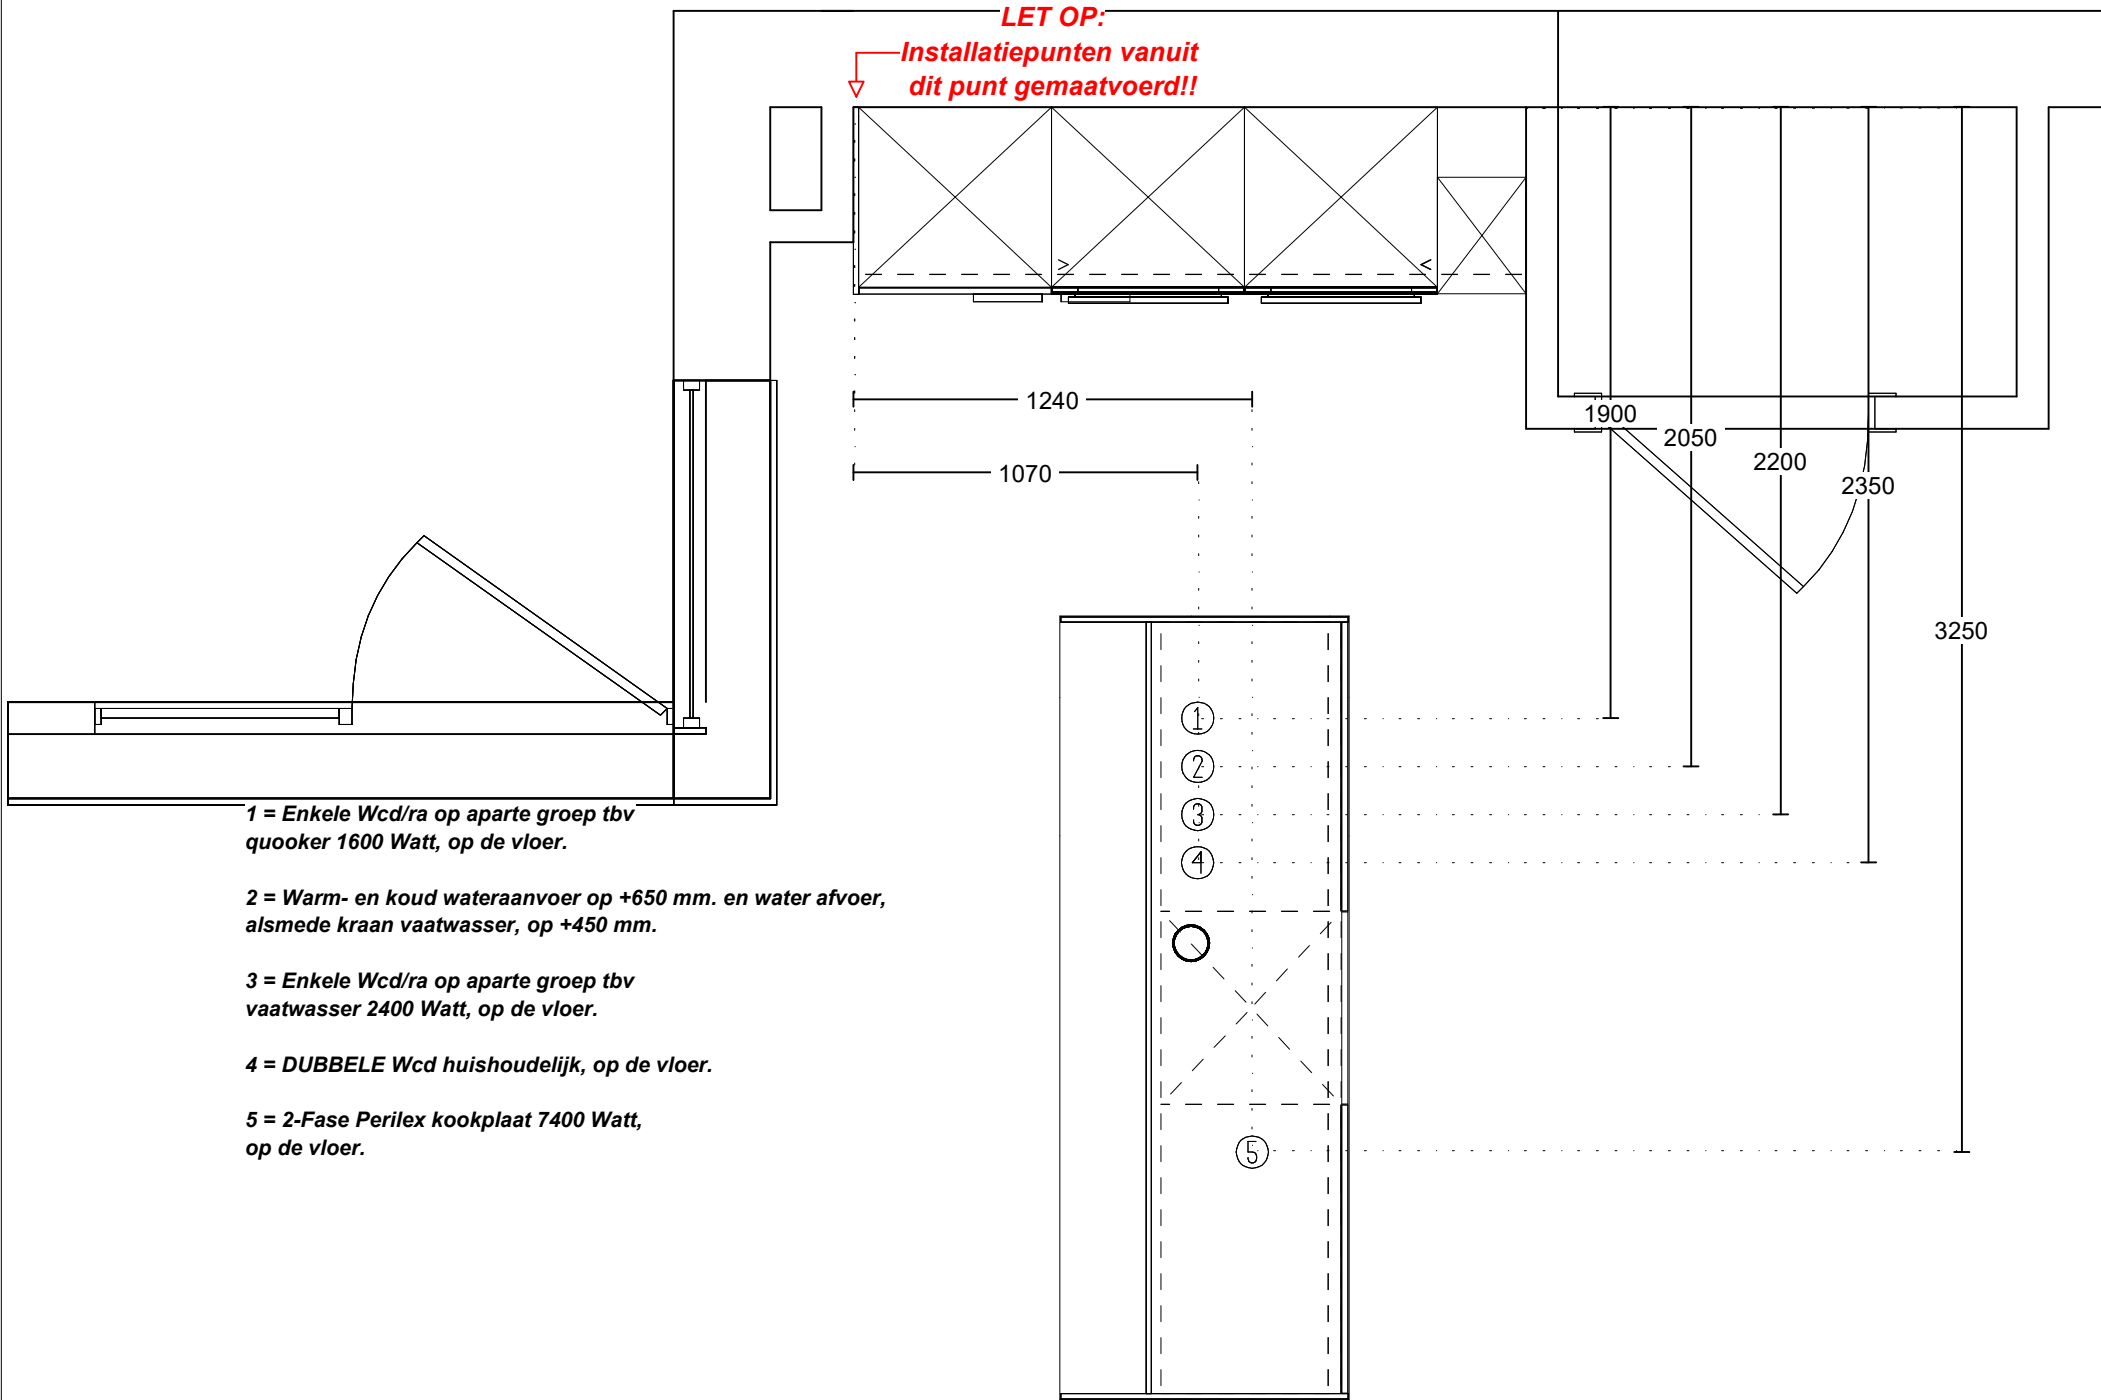 LET OP:
Installatiepunten vanuit
dit punt gemaatvoerd!!
>
<
1240
1900
2050
2200
1070
2350
3250
1
2
3
4
5
1 = Enkele Wcd/ra op aparte groep tbv
quooker 1600 Watt, op de vloer.
2 = Warm- en koud wateraanvoer op +650 mm. en water afvoer,
alsmede kraan vaatwasser, op +450 mm.
3 = Enkele Wcd/ra op aparte groep tbv
vaatwasser 2400 Watt, op de vloer.
4 = DUBBELE Wcd huishoudelijk, op de vloer.
5 = 2-Fase Perilex kookplaat 7400 Watt,
op de vloer.